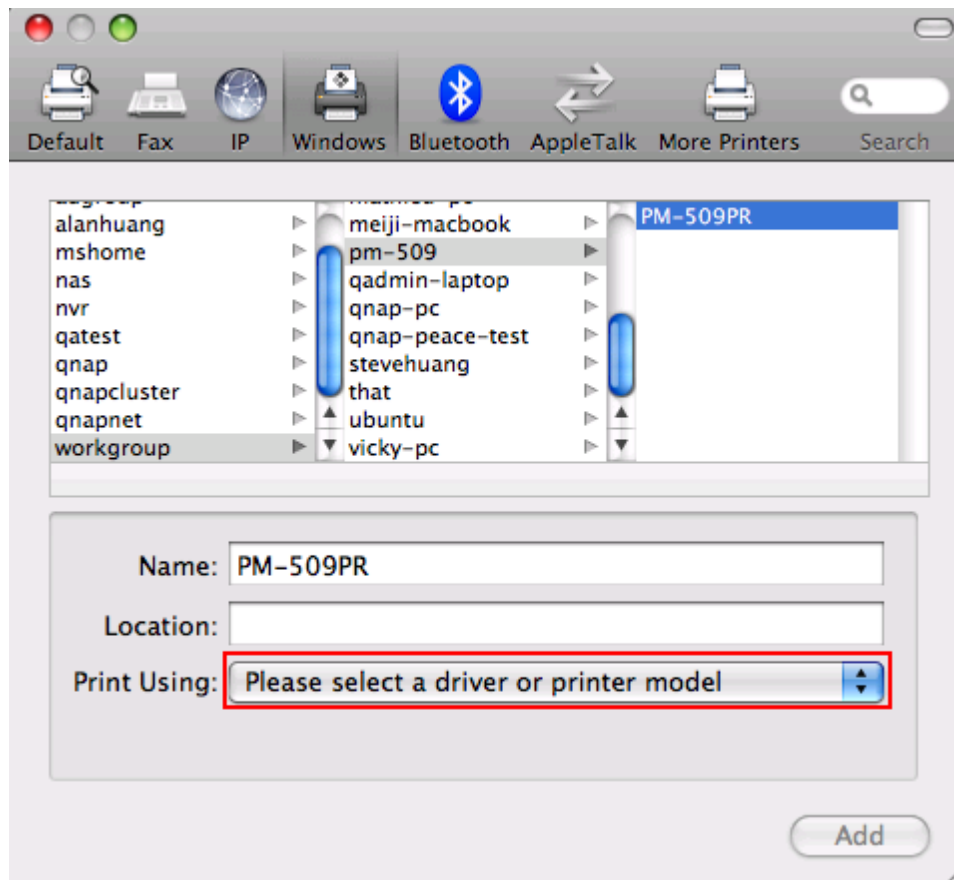 Default Fax IP Windows Bluetooth AppleTalk More Printers Search
alanhuang
mshome
nas
nvr
qatest
qnap
qnapcluster
qnapnet
workgroup
meiji-macbook
pm-509
qadmin-laptop
qnap-pc
qnap-peace-test
stevehuang
that
ubuntu
vicky-pc
PM-509PR
Name: PM-509PR
Location:
Print Using: Please select a driver or printer model
Add